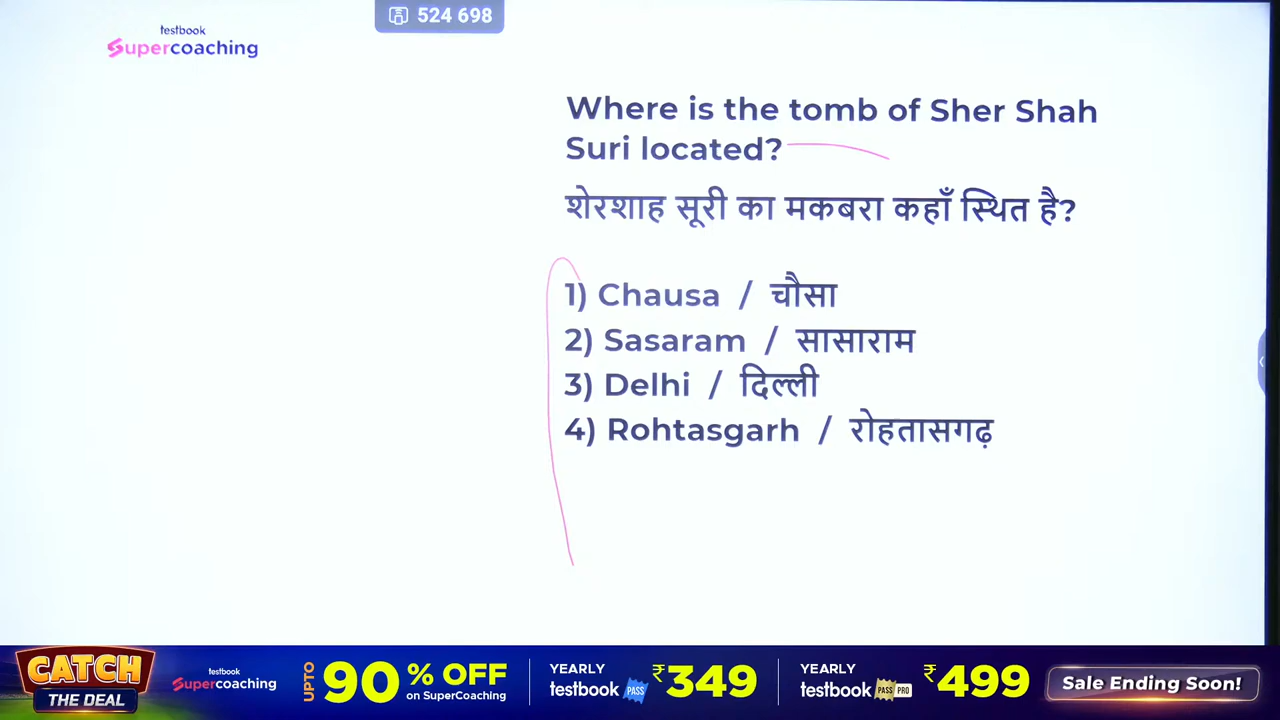 testbook
Supercoaching
524 698
Where is the tomb of Sher Shah
Suri located?
शेरशाह सूरी का मकबरा कहाँ स्थित है?
1) Chausa / चौसा
2) Sasaram / सासाराम
3) Delhi / दिल्ली
4) Rohtasgarh / रोहतासगढ़
CATCH
THE DEAL
testbook
Supercoaching
UPTO
90% OFF
on SuperCoaching
YEARLY
testbook PASS
₹349
YEARLY
testbook PASS PRO
₹499
Sale Ending Soon!